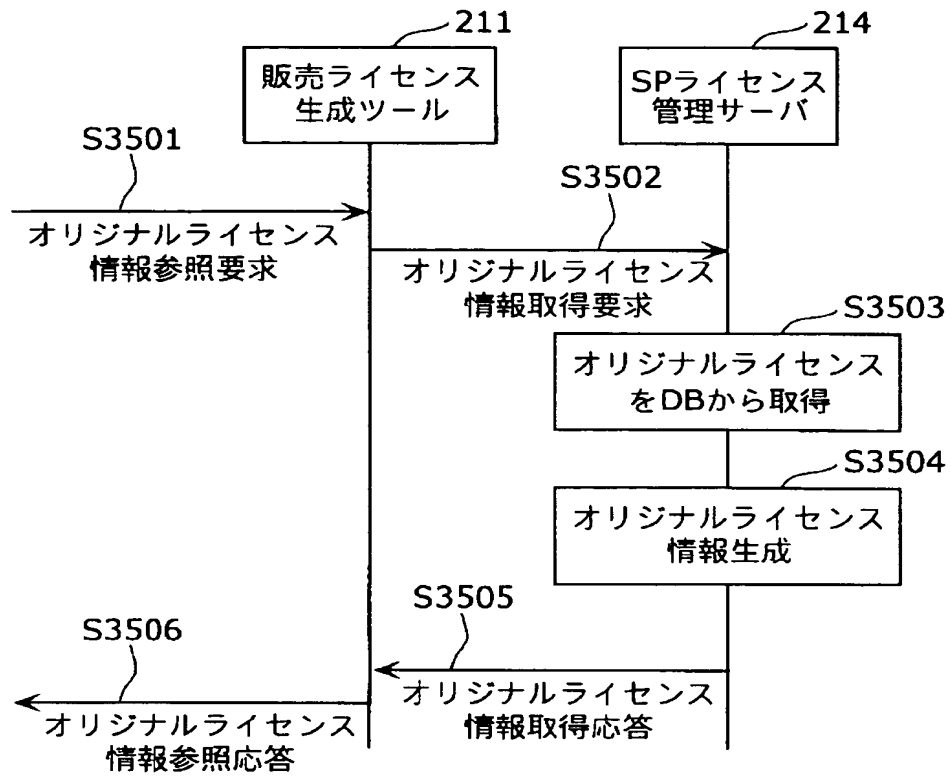 211
214
販売ライセンス
生成ツール
SPライセンス
管理サーバ
S3501
オリジナルライセンス
情報参照要求
S3502
オリジナルライセンス
情報取得要求
S3503
オリジナルライセンス
をDBから取得
S3504
オリジナルライセンス
情報生成
S3505
オリジナルライセンス
情報取得応答
S3506
オリジナルライセンス
情報参照応答